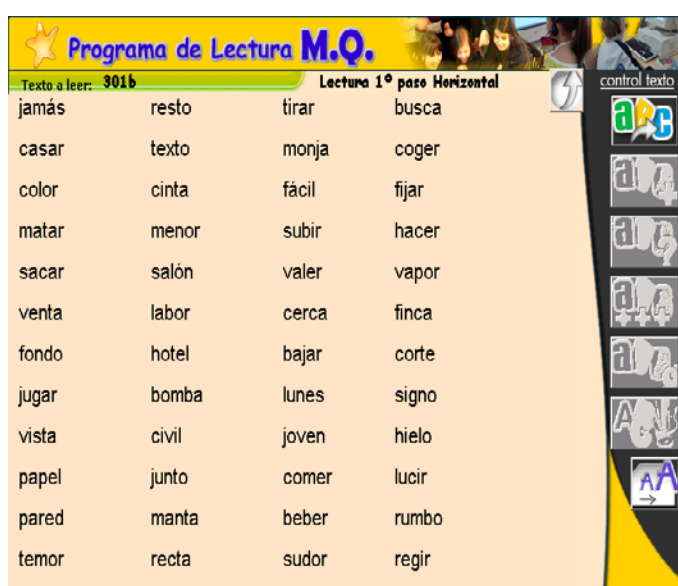 Programa de Lectura M.Q.
Texto a leer: 301b Lectura 1º paso Horizontal control texto
jamás resto tirar busca
casar texto monja coger
color cinta fácil fijar
matar menor subir hacer
sacar salón valer vapor
venta labor cerca finca
fondo hotel bajar corte
jugar bomba lunes signo
vista civil joven hielo
papel junto comer lucir
pared manta beber rumbo
temor recta sudor regir